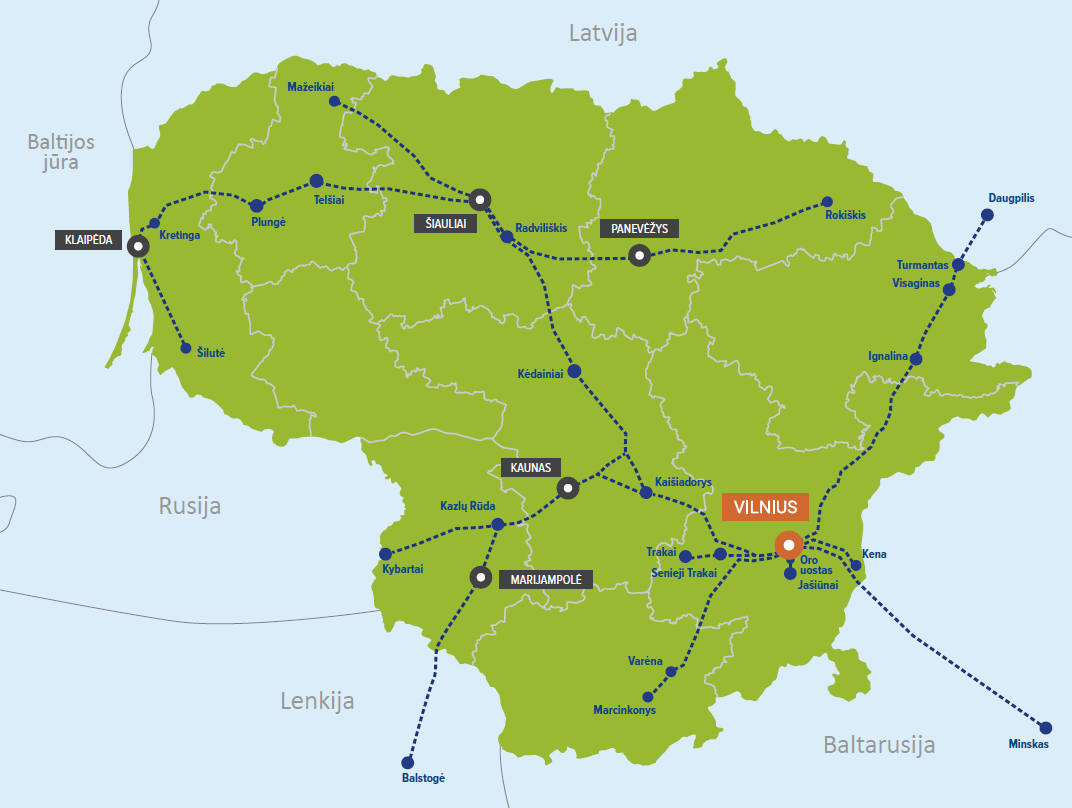 Latvija
Mažeikiai
Baltijos
jūra
Telšiai
Daugpilis
Plungė
Rokiškis
ŠIAULIAI
Radviliškis
PANEVĖŽYS
KLAIPĖDA
Kretinga
Turmantas
Visaginas
Šilutė
Ignalina
Kėdainiai
KAUNAS
Kaišiadorys
Rusija
Kazlų Rūda
VILNIUS
Trakai
Kena
Oro
uostas
Kybartai
Senieji Trakai
MARIJAMPOLĖ
Jašiūnai
Varėna
Lenkija
Marcinkonys
Baltarusija
Minskas
Balstogė